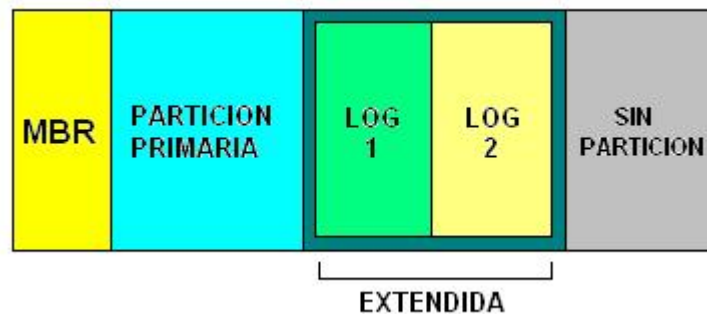 MBR
PARTICION
PRIMARIA
LOG
1
LOG
2
SIN
PARTICION
EXTENDIDA